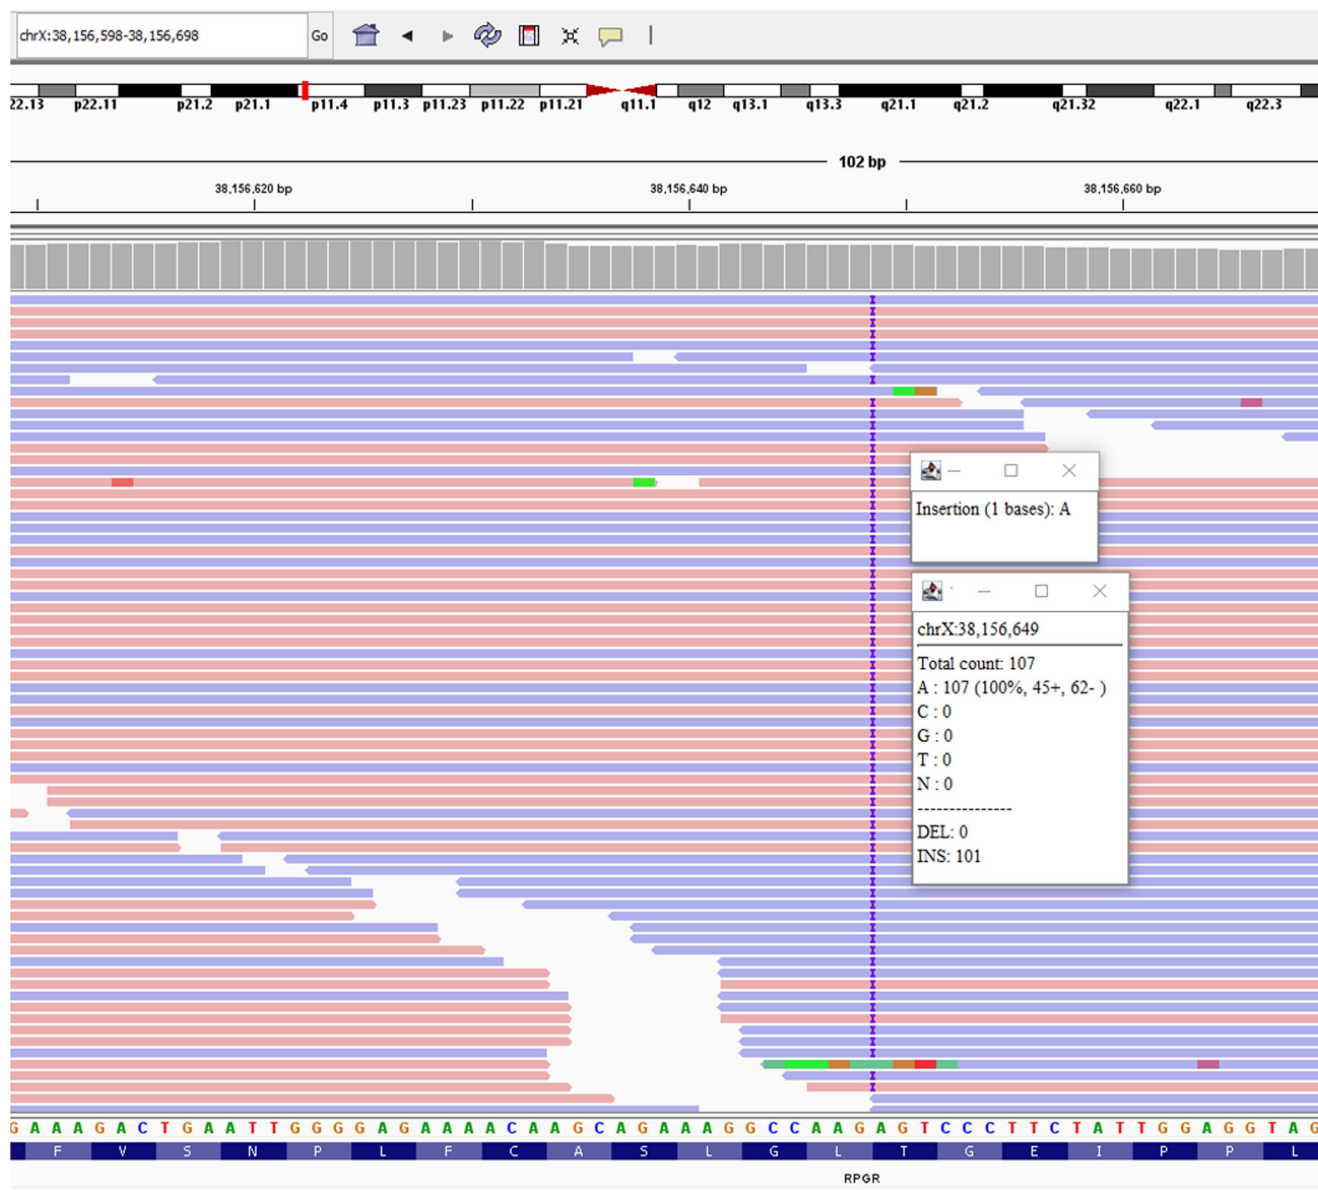 chrX:38,156,598-38,156,698 Go
22.13 p22.11 p21.2 p21.1 p11.4 p11.3 p11.23 p11.22 p11.21 q11.1 q12 q13.1 q13.3 q21.1 q21.2 q21.32 q22.1 q22.3
102 bp
38,156,620 bp 38,156,640 bp 38,156,660 bp
Insertion (1 bases): A
chrX:38,156,649
Total count: 107
A : 107 (100%, 45+, 62- )
C : 0
G : 0
T : 0
N : 0
---------------
DEL: 0
INS: 101
G A A A G A C T G A A T T G G G G A G A A A A C A A G C A G A A A G G C C A A G A G T C C C T T C T A T T G G A G G T A G
F V S N P L F C A S L G L T G E I P P L
RPGR